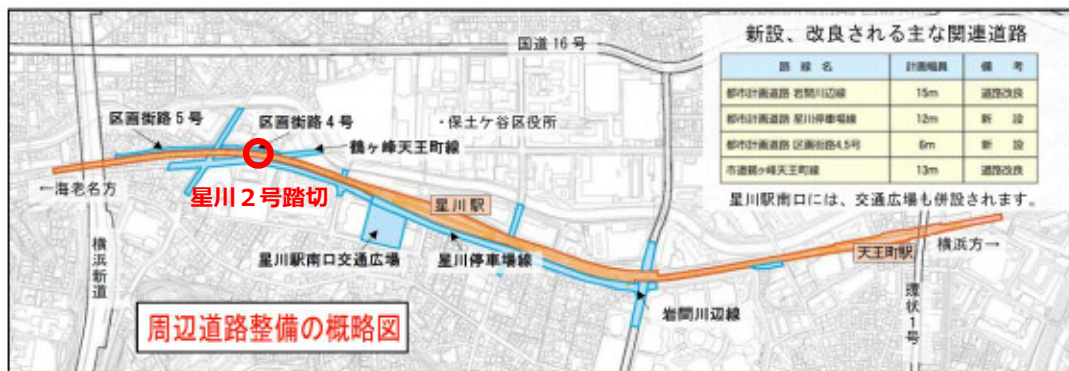 新設、改良される主な関連道路
国道16号
路線名 計画幅員 備考
都市計画道路 岩間川辺線 15m 道路改良
都市計画道路 星川停車場線 12m 新設
都市計画道路 区画街路4,5号 6m 新設
市道鶴ヶ峰天王町線 13m 道路改良
星川駅南口には、交通広場も併設されます。
区画街路5号
区画街路4号
・保土ケ谷区役所
鶴ヶ峰天王町線
←海老名方
星川2号踏切
星川駅
横浜新道
星川駅南口交通広場
星川停車場線
天王町駅
横浜方→
環状1号
岩間川辺線
周辺道路整備の概略図